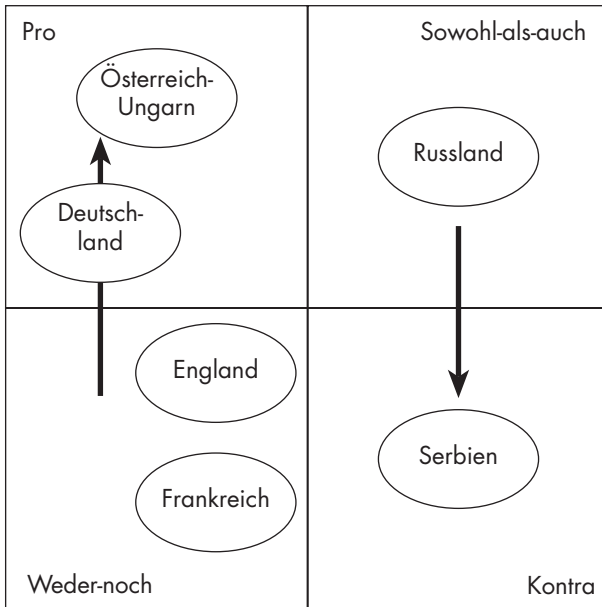 Pro
Sowohl-als-auch
Österreich-
Ungarn
Russland
Deutsch-
land
England
Serbien
Frankreich
Weder-noch
Kontra